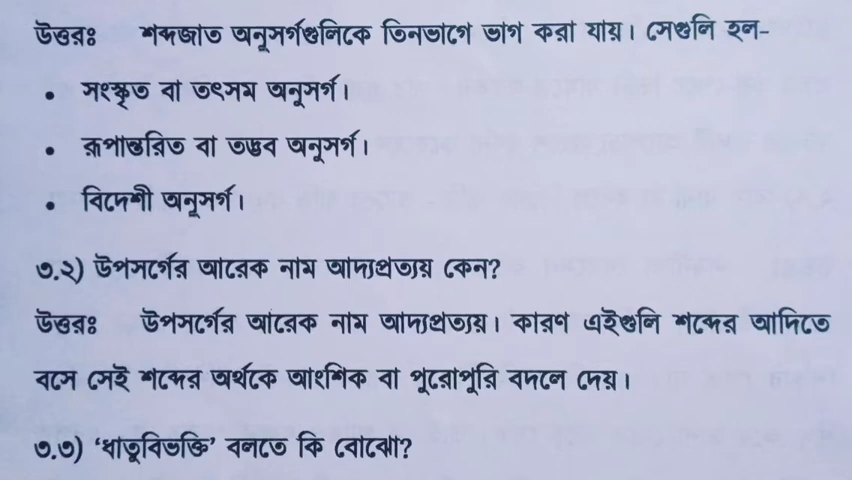 উত্তরঃ শব্দজাত অনুসর্গগুলিকে তিনভাগে ভাগ করা যায়। সেগুলি হল-
• সংস্কৃত বা তৎসম অনুসর্গ।
• রূপান্তরিত বা তদ্ভব অনুসর্গ।
• বিদেশী অনুসর্গ।
৩.২) উপসর্গের আরেক নাম আদ্যপ্রত্যয় কেন?
উত্তরঃ উপসর্গের আরেক নাম আদ্যপ্রত্যয়। কারণ এইগুলি শব্দের আদিতে
বসে সেই শব্দের অর্থকে আংশিক বা পুরোপুরি বদলে দেয়।
৩.৩) ‘ধাতুবিভক্তি’ বলতে কি বোঝো?